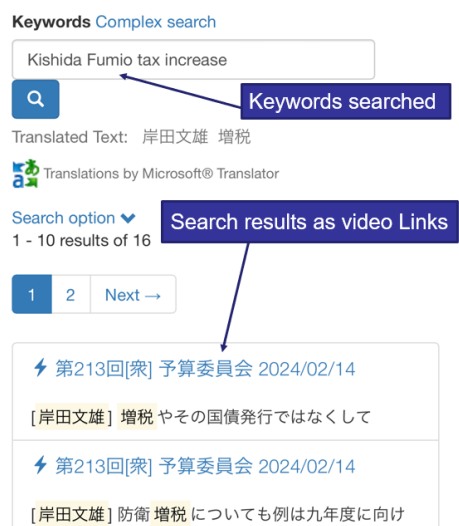 Keywords Complex search
Kishida Fumio tax increase
Keywords searched
Translated Text: 岸田文雄 増税
Translations by Microsoft® Translator
Search option
Search results as video Links
1 - 10 results of 16
1 2 Next →
第213回[衆] 予算委員会 2024/02/14
[岸田文雄] 増税やその国債発行ではなくして
第213回[衆] 予算委員会 2024/02/14
[岸田文雄] 防衛増税についても例は九年度に向け